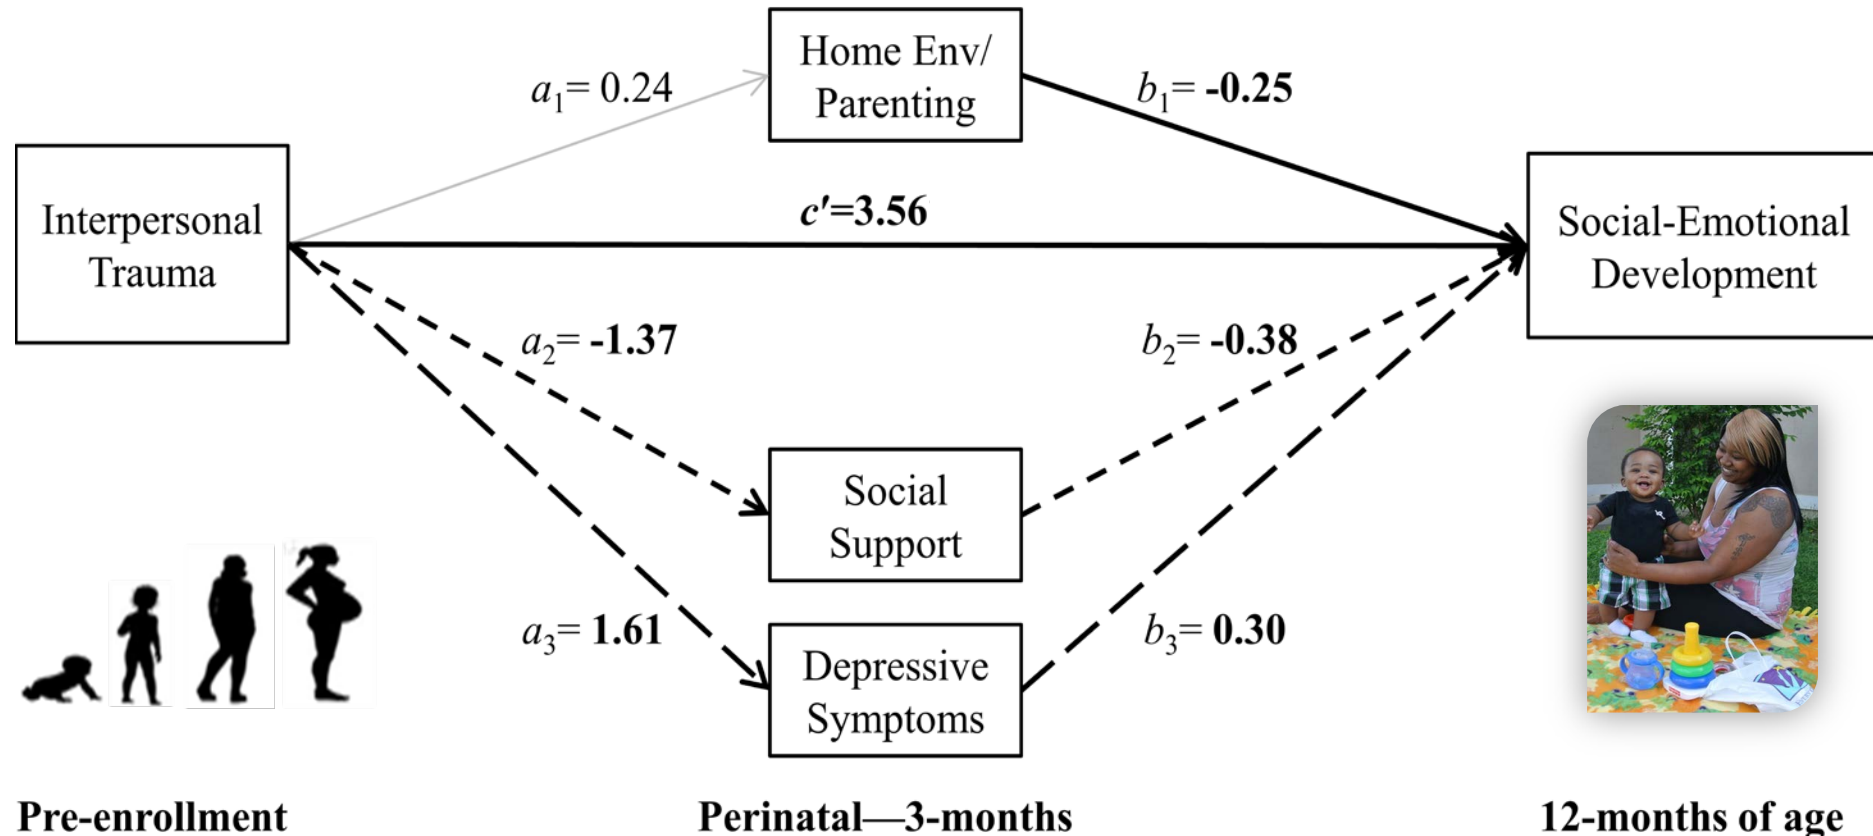 Home Env/
Parenting
a₁= 0.24
b₁= -0.25
Interpersonal
Trauma
c'=3.56
Social-Emotional
Development
a₂= -1.37
b₂= -0.38
Social
Support
a₃= 1.61
b₃= 0.30
Depressive
Symptoms
Pre-enrollment
Perinatal—3-months
12-months of age